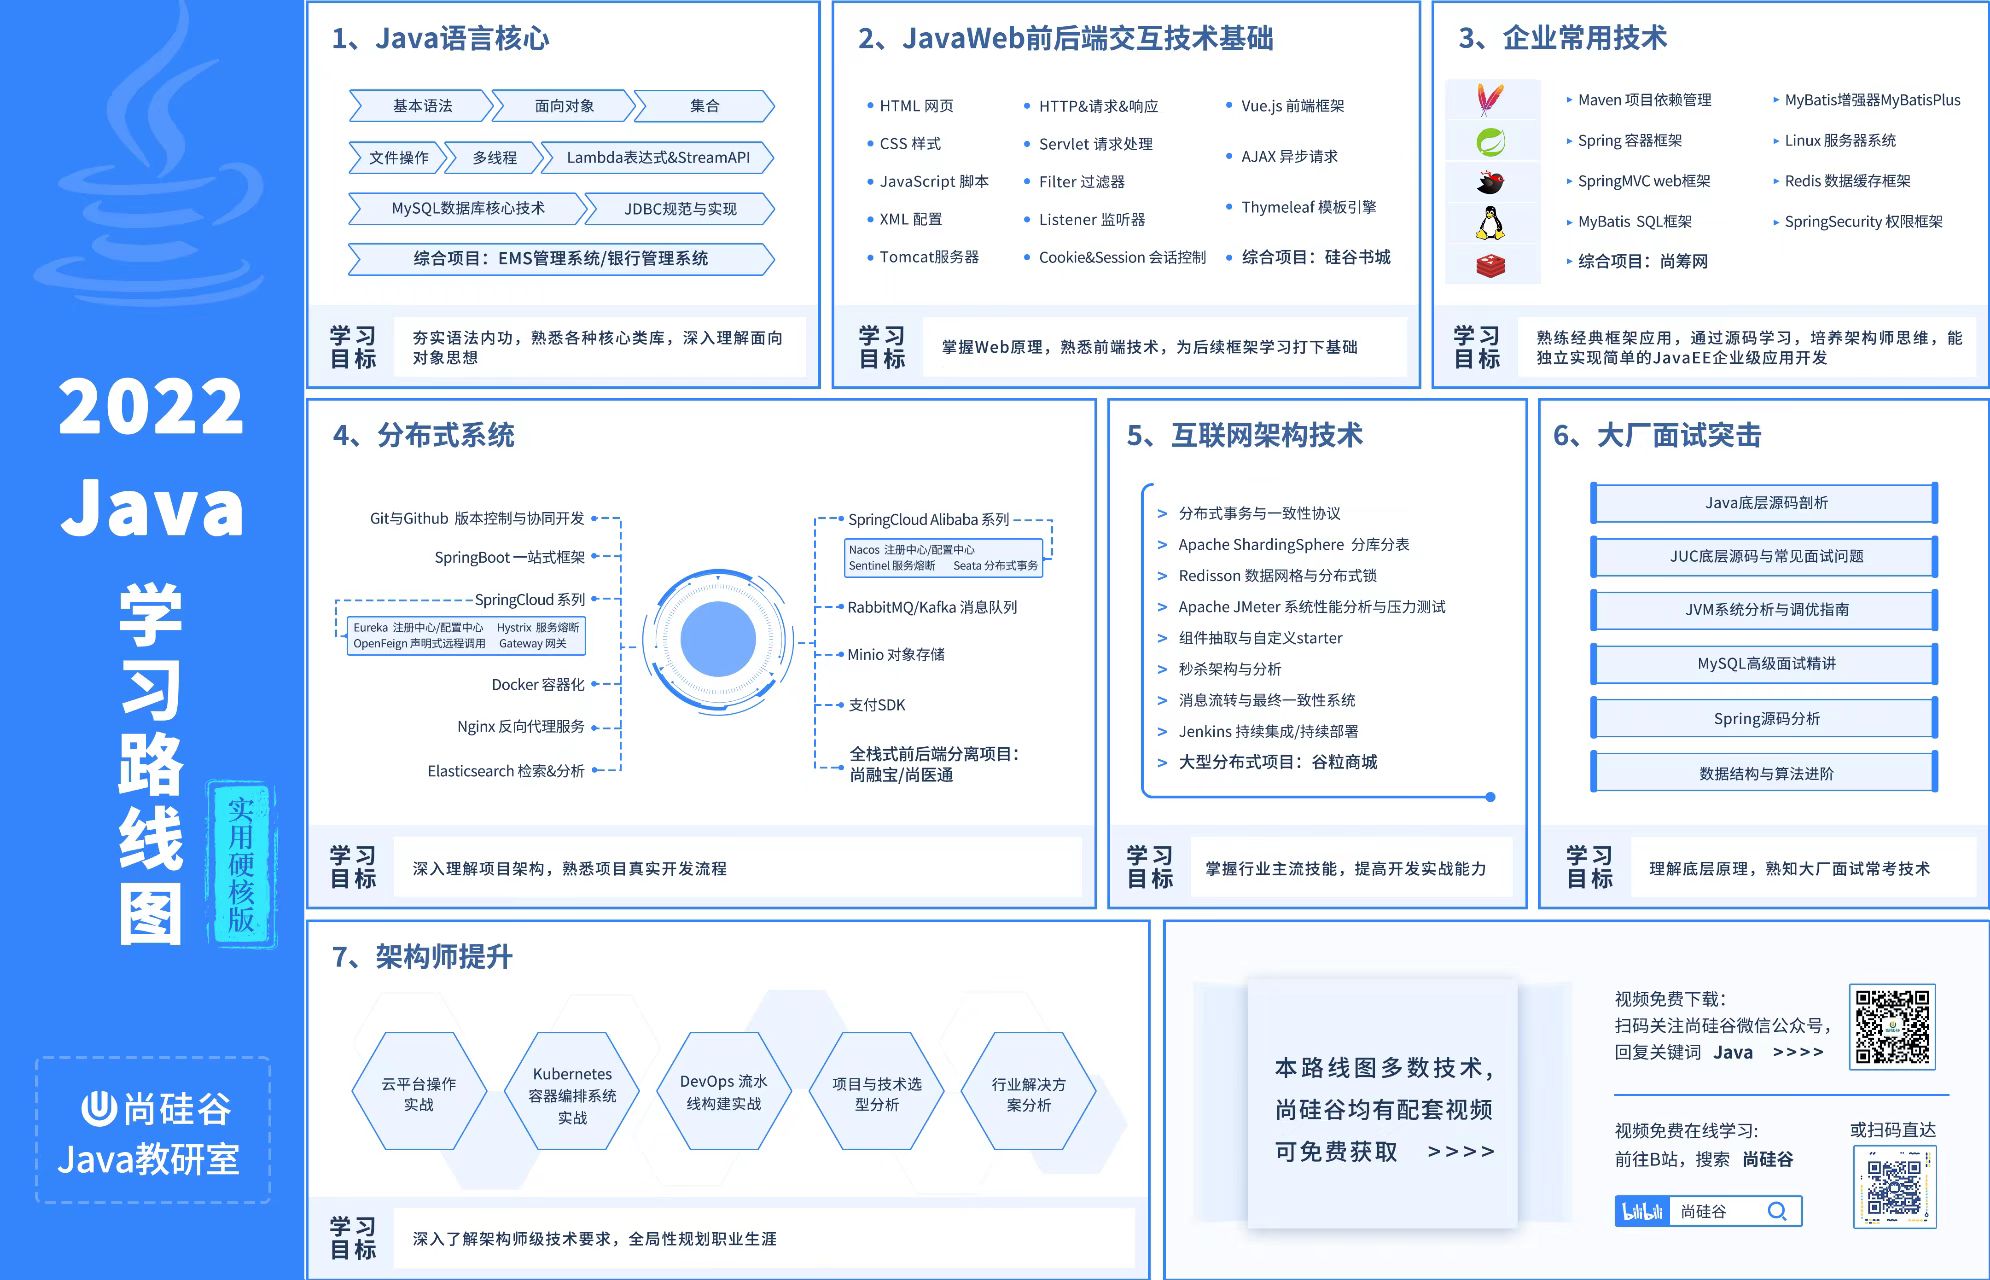 2022
Java
学习路线图
实用硬核版
尚硅谷
Java教研室
1、Java语言核心
基本语法
面向对象
集合
文件操作
多线程
Lambda表达式&StreamAPI
MySQL数据库核心技术
JDBC规范与实现
综合项目：EMS管理系统/银行管理系统
学习
目标
夯实语法内功，熟悉各种核心类库，深入理解面向
对象思想
2、JavaWeb前后端交互技术基础
HTML 网页
CSS 样式
JavaScript 脚本
XML 配置
Tomcat服务器
HTTP&请求&响应
Servlet 请求处理
Filter 过滤器
Listener 监听器
Cookie&Session 会话控制
Vue.js 前端框架
AJAX 异步请求
Thymeleaf 模板引擎
综合项目：硅谷书城
学习
目标
掌握Web原理，熟悉前端技术，为后续框架学习打下基础
3、企业常用技术
Maven 项目依赖管理
Spring 容器框架
SpringMVC web框架
MyBatis SQL框架
综合项目：尚筹网
MyBatis增强器MyBatisPlus
Linux 服务器系统
Redis 数据缓存框架
SpringSecurity 权限框架
学习
目标
熟练经典框架应用，通过源码学习，培养架构师思维，能
独立实现简单的JavaEE企业级应用开发
4、分布式系统
Git与Github 版本控制与协同开发
SpringBoot 一站式框架
SpringCloud 系列
Eureka 注册中心/配置中心 Hystrix 服务熔断
OpenFeign 声明式远程调用 Gateway 网关
Docker 容器化
Nginx 反向代理服务
Elasticsearch 检索&分析
SpringCloud Alibaba 系列
Nacos 注册中心/配置中心
Sentinel 服务熔断 Seata 分布式事务
RabbitMQ/Kafka 消息队列
Minio 对象存储
支付SDK
全栈式前后端分离项目：
尚融宝/尚医通
学习
目标
深入理解项目架构，熟悉项目真实开发流程
5、互联网架构技术
> 分布式事务与一致性协议
> Apache ShardingSphere 分库分表
> Redisson 数据网格与分布式锁
> Apache JMeter 系统性能分析与压力测试
> 组件抽取与自定义starter
> 秒杀架构与分析
> 消息流转与最终一致性系统
> Jenkins 持续集成/持续部署
> 大型分布式项目：谷粒商城
学习
目标
掌握行业主流技能，提高开发实战能力
6、大厂面试突击
Java底层源码剖析
JUC底层源码与常见面试问题
JVM系统分析与调优指南
MySQL高级面试精讲
Spring源码分析
数据结构与算法进阶
学习
目标
理解底层原理，熟知大厂面试常考技术
7、架构师提升
云平台操作
实战
Kubernetes
容器编排系统
实战
DevOps 流水
线构建实战
项目与技术选
型分析
行业解决方
案分析
学习
目标
深入了解架构师级技术要求，全局性规划职业生涯
本路线图多数技术，
尚硅谷均有配套视频
可免费获取 >>>>
视频免费下载：
扫码关注尚硅谷微信公众号，
回复关键词 Java >>>>
视频免费在线学习:
前往B站，搜索 尚硅谷
或扫码直达
bilibili 尚硅谷